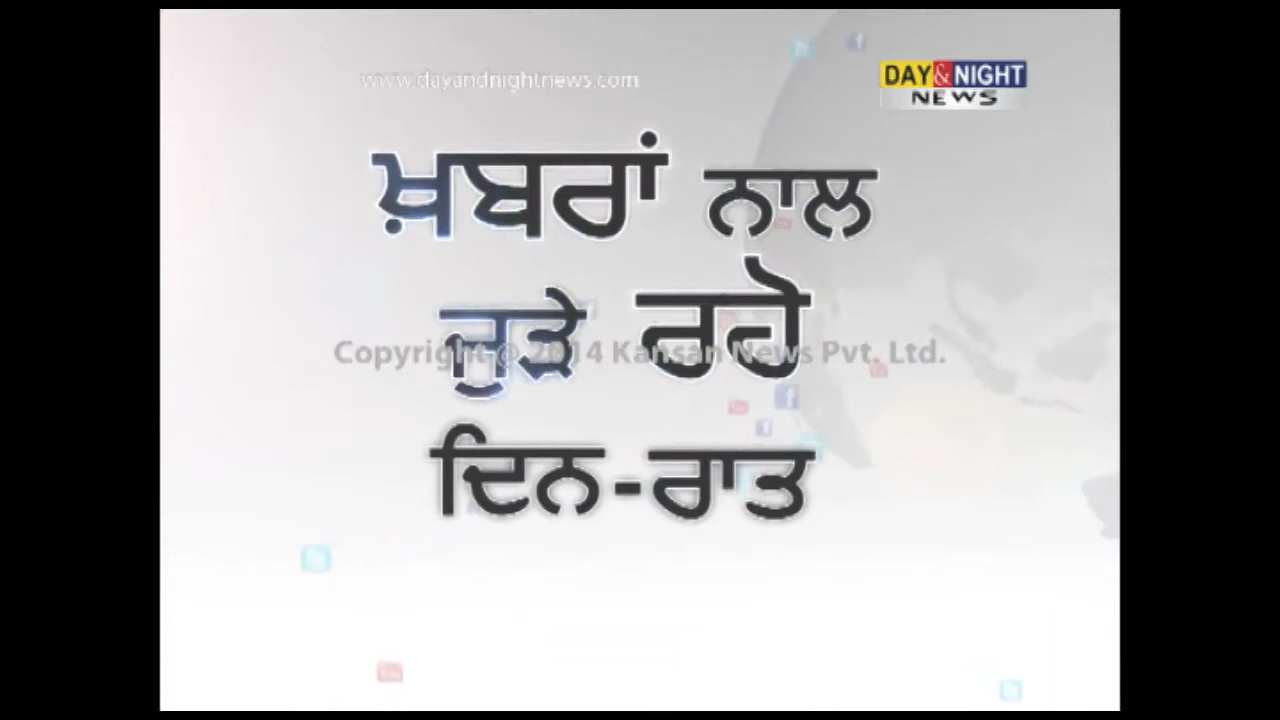 www.dayandnightnews.com
DAY&NIGHT
NEWS
ਖ਼ਬਰਾਂ ਨਾਲ
ਜੁੜੇ ਰਹੋ
Copyright @ 2014 Kansan News Pvt. Ltd.
ਦਿਨ-ਰਾਤ